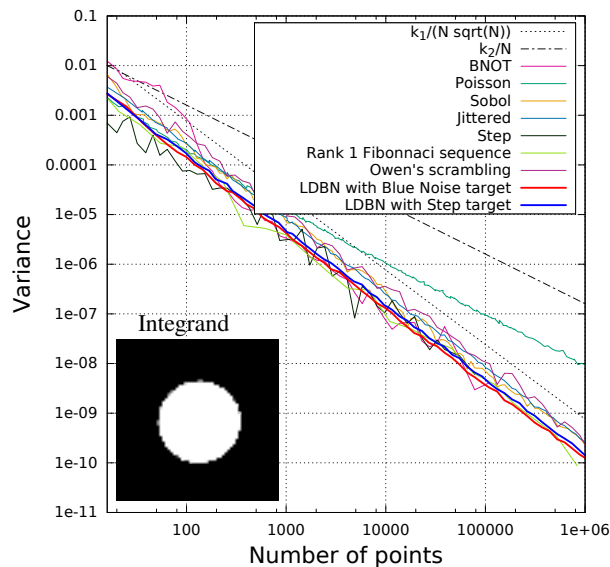 k1/(N sqrt(N))
k2/N
BNOT
Poisson
Sobol
Jittered
Step
Rank 1 Fibonnaci sequence
Owen's scrambling
LDBN with Blue Noise target
LDBN with Step target
0.1
0.01
0.001
0.0001
1e-05
1e-06
1e-07
1e-08
1e-09
1e-10
1e-11
Variance
Integrand
100
1000
10000
100000
1e+06
Number of points